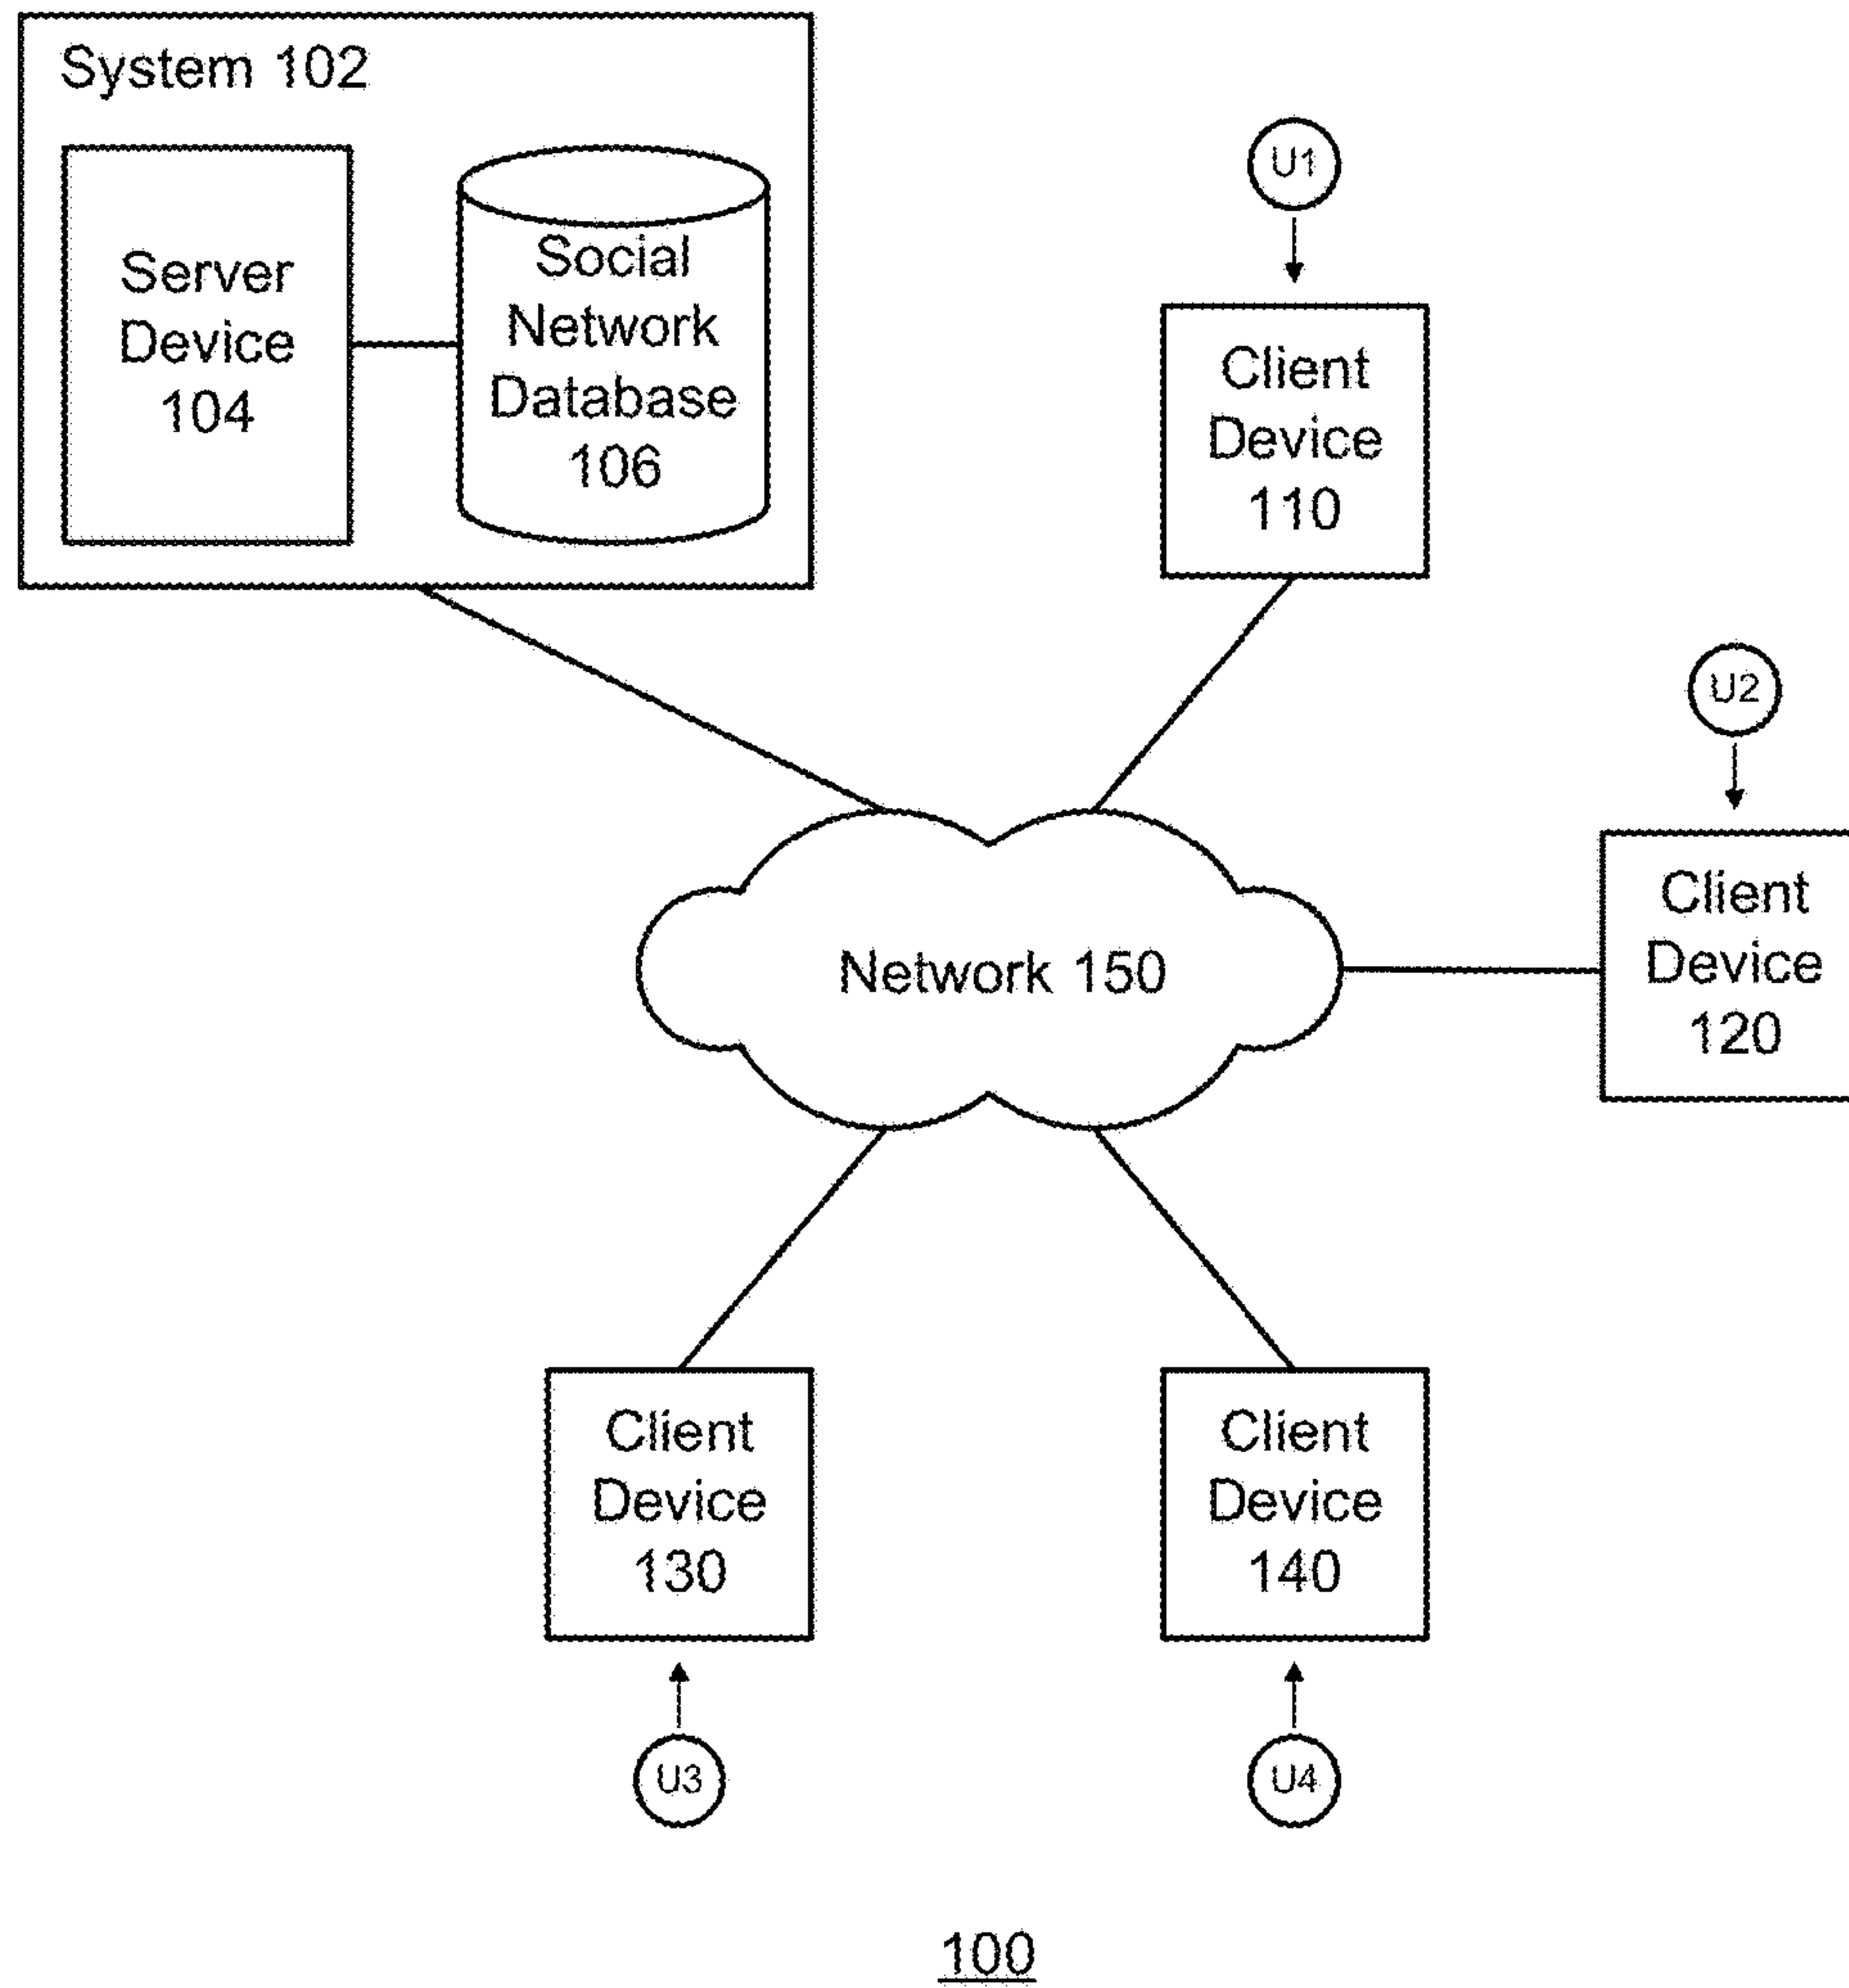 System 102
Server
Device
104
Social
Network
Database
106
U1
Client
Device
110
U2
Client
Device
120
Network 150
Client
Device
130
Client
Device
140
U3
U4
100